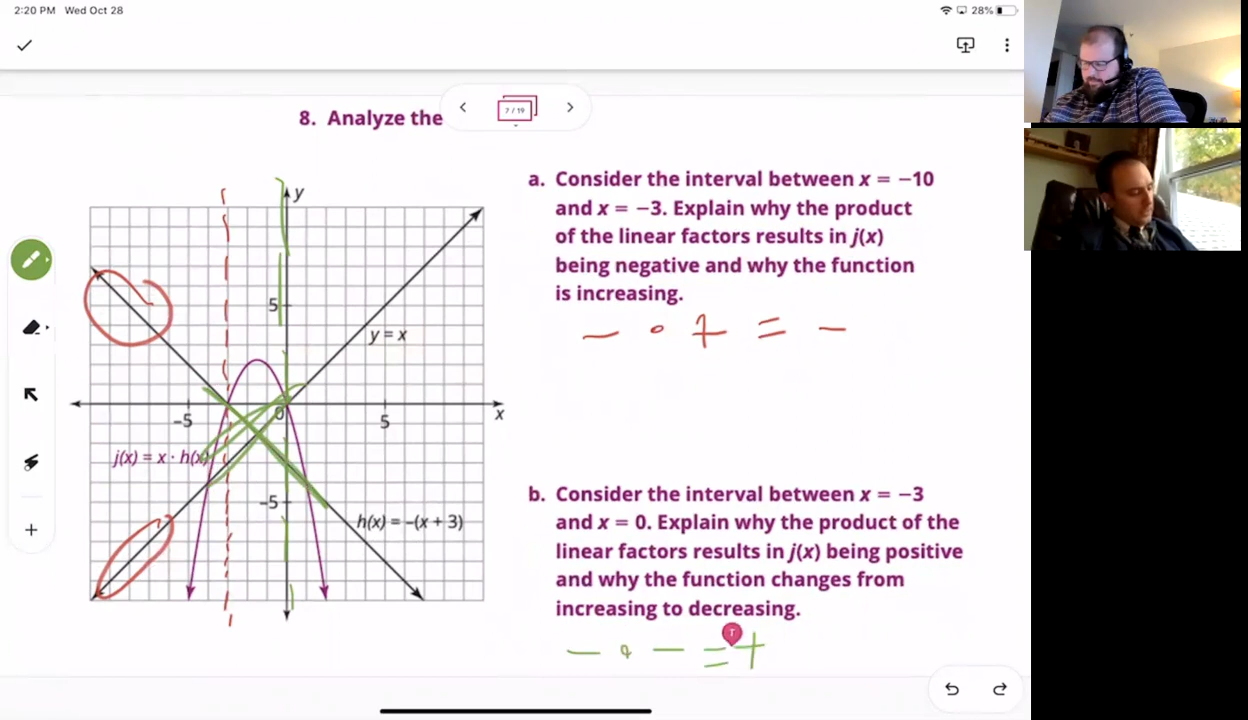 2:20 PM Wed Oct 28
28%
7 / 19
8. Analyze the
y
5
y = x
-5
0
5
x
j(x) = x · h(x)
-5
h(x) = -(x + 3)
a. Consider the interval between x = -10
and x = -3. Explain why the product
of the linear factors results in j(x)
being negative and why the function
is increasing.
- · + = -
b. Consider the interval between x = -3
and x = 0. Explain why the product of the
linear factors results in j(x) being positive
and why the function changes from
increasing to decreasing.
T
- · - = +